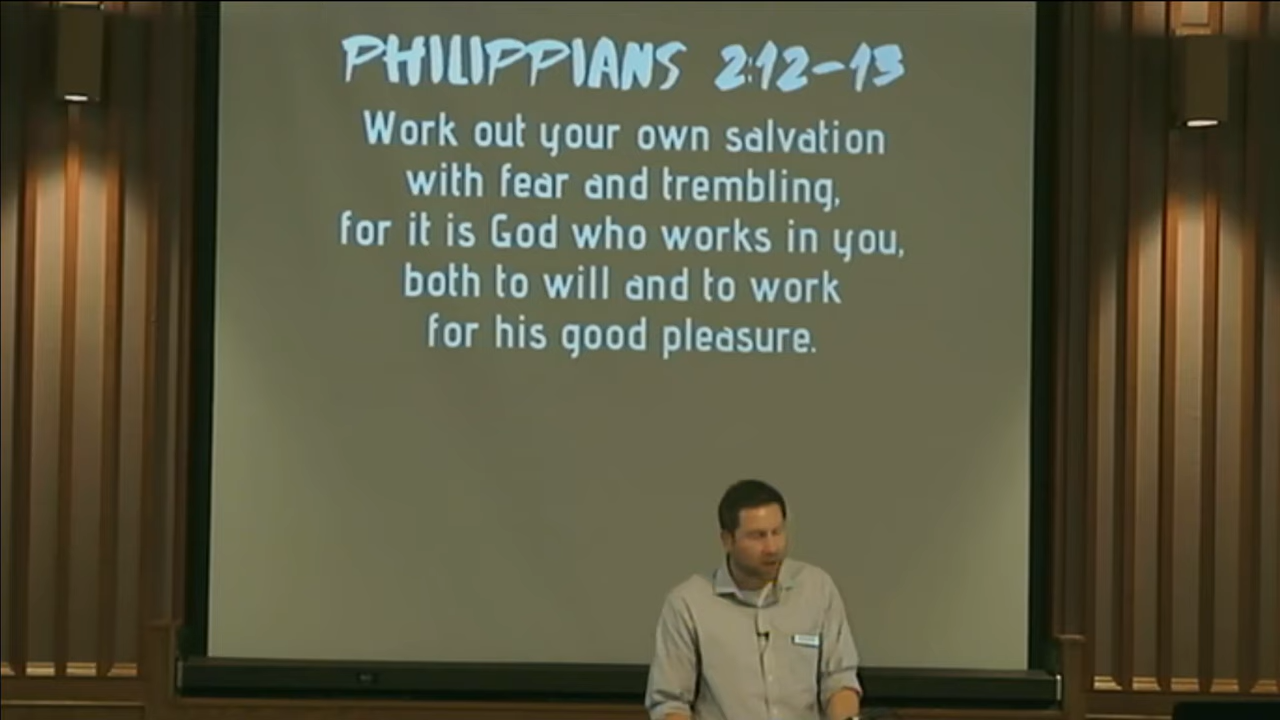 PHILIPPIANS 2:12-13
Work out your own salvation
with fear and trembling,
for it is God who works in you,
both to will and to work
for his good pleasure.